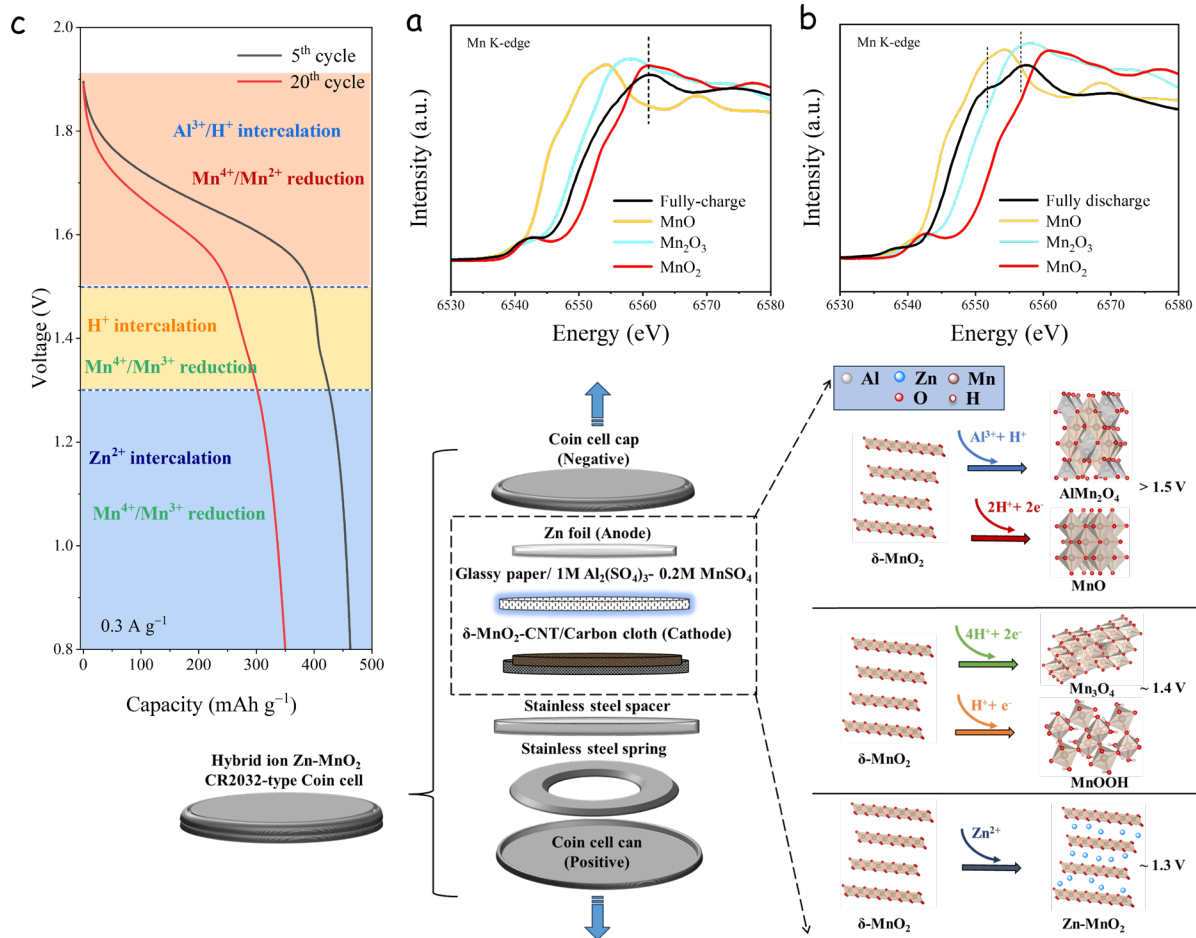 c
2.0
1.8
1.6
1.4
1.2
1.0
0.8
Voltage (V)
5th cycle
20th cycle
Al3+/H+ intercalation
Mn4+/Mn2+ reduction
H+ intercalation
Mn4+/Mn3+ reduction
Zn2+ intercalation
Mn4+/Mn3+ reduction
0.3 A g–1
0 100 200 300 400 500
Capacity (mAh g–1)
a
Mn K-edge
Intensity (a.u.)
Fully-charge
MnO
Mn2O3
MnO2
6530 6540 6550 6560 6570 6580
Energy (eV)
b
Mn K-edge
Intensity (a.u.)
Fully discharge
MnO
Mn2O3
MnO2
6530 6540 6550 6560 6570 6580
Energy (eV)
Hybrid ion Zn-MnO2
CR2032-type Coin cell
Coin cell cap
(Negative)
Zn foil (Anode)
Glassy paper/ 1M Al2(SO4)3- 0.2M MnSO4
δ-MnO2-CNT/Carbon cloth (Cathode)
Stainless steel spacer
Stainless steel spring
Coin cell can
(Positive)
Al Zn Mn
O H
Al3++ H+
AlMn2O4
> 1.5 V
2H++ 2e-
δ-MnO2
MnO
4H++ 2e-
Mn3O4
~ 1.4 V
H++ e-
δ-MnO2
MnOOH
Zn2+
~ 1.3 V
δ-MnO2
Zn-MnO2